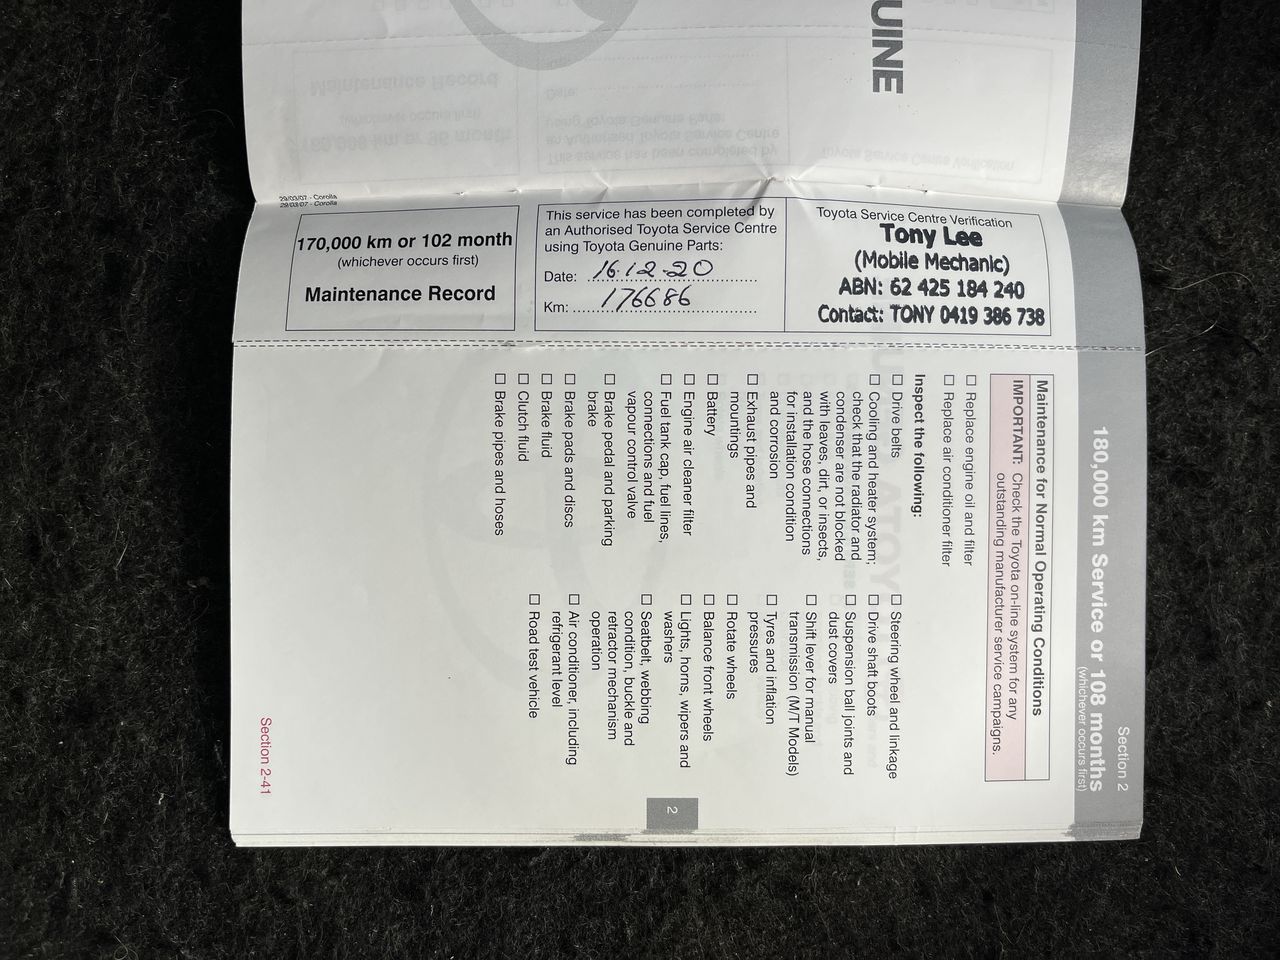 UINE
29/03/07 - Corolla
29/03/07 - Corolla
170,000 km or 102 month
(whichever occurs first)
Maintenance Record
This service has been completed by
an Authorised Toyota Service Centre
using Toyota Genuine Parts:
Date: 16.12.20
Km: 176686
Toyota Service Centre Verification
Tony Lee
(Mobile Mechanic)
ABN: 62 425 184 240
Contact: TONY 0419 386 738
Section 2
180,000 km Service or 108 months
(whichever occurs first)
Maintenance for Normal Operating Conditions
IMPORTANT: Check the Toyota on-line system for any
outstanding manufacturer service campaigns.
☐ Replace engine oil and filter
☐ Replace air conditioner filter
Inspect the following:
☐ Drive belts
☐ Cooling and heater system;
check that the radiator and
condenser are not blocked
with leaves, dirt, or insects,
and the hose connections
for installation condition
and corrosion
☐ Exhaust pipes and
mountings
☐ Battery
☐ Engine air cleaner filter
☐ Fuel tank cap, fuel lines,
connections and fuel
vapour control valve
☐ Brake pedal and parking
brake
☐ Brake pads and discs
☐ Brake fluid
☐ Clutch fluid
☐ Brake pipes and hoses
☐ Steering wheel and linkage
☐ Drive shaft boots
☐ Suspension ball joints and
dust covers
☐ Shift lever for manual
transmission (M/T Models)
☐ Tyres and inflation
pressures
☐ Rotate wheels
☐ Balance front wheels
☐ Lights, horns, wipers and
washers
☐ Seatbelt, webbing
condition, buckle and
retractor mechanism
operation
☐ Air conditioner, including
refrigerant level
☐ Road test vehicle
2
Section 2-41